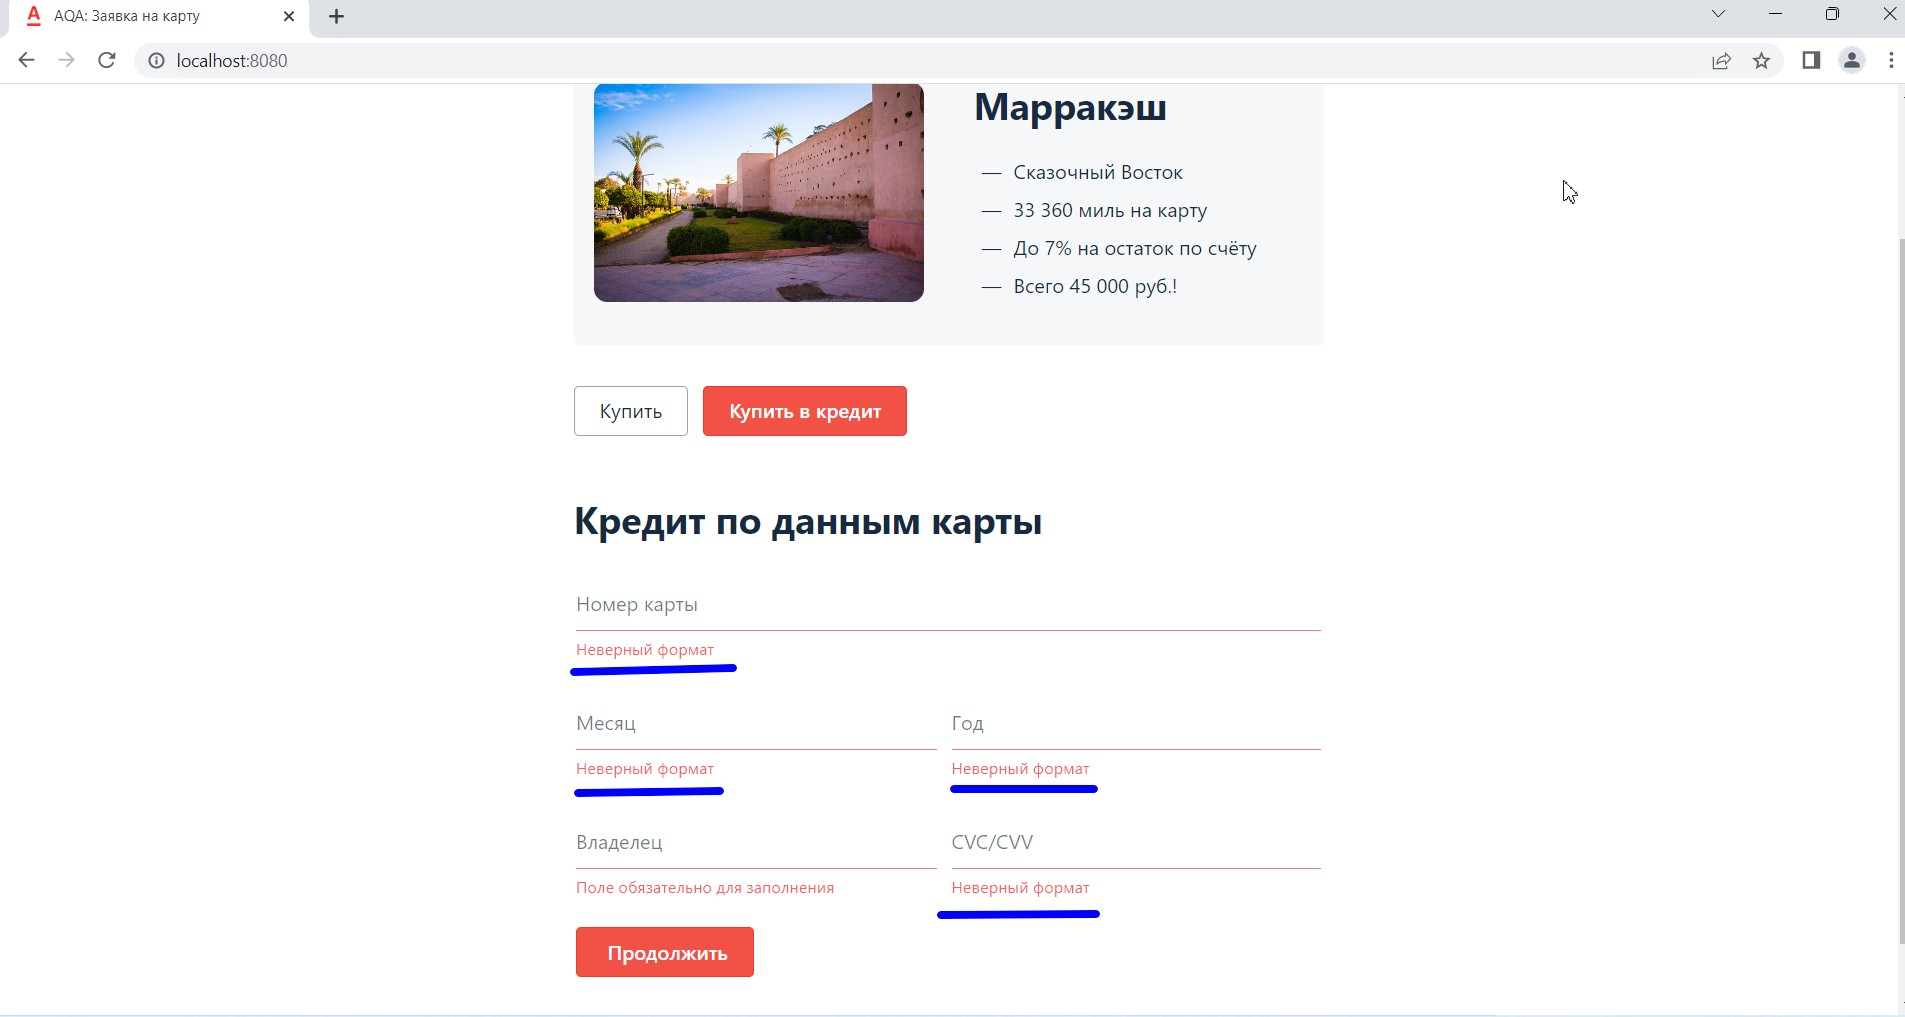 AQA: Заявка на карту
localhost:8080
Марракэш
— Сказочный Восток
— 33 360 миль на карту
— До 7% на остаток по счёту
— Всего 45 000 руб.!
Купить Купить в кредит
Кредит по данным карты
Номер карты
Неверный формат
Месяц Год
Неверный формат Неверный формат
Владелец CVC/CVV
Поле обязательно для заполнения Неверный формат
Продолжить